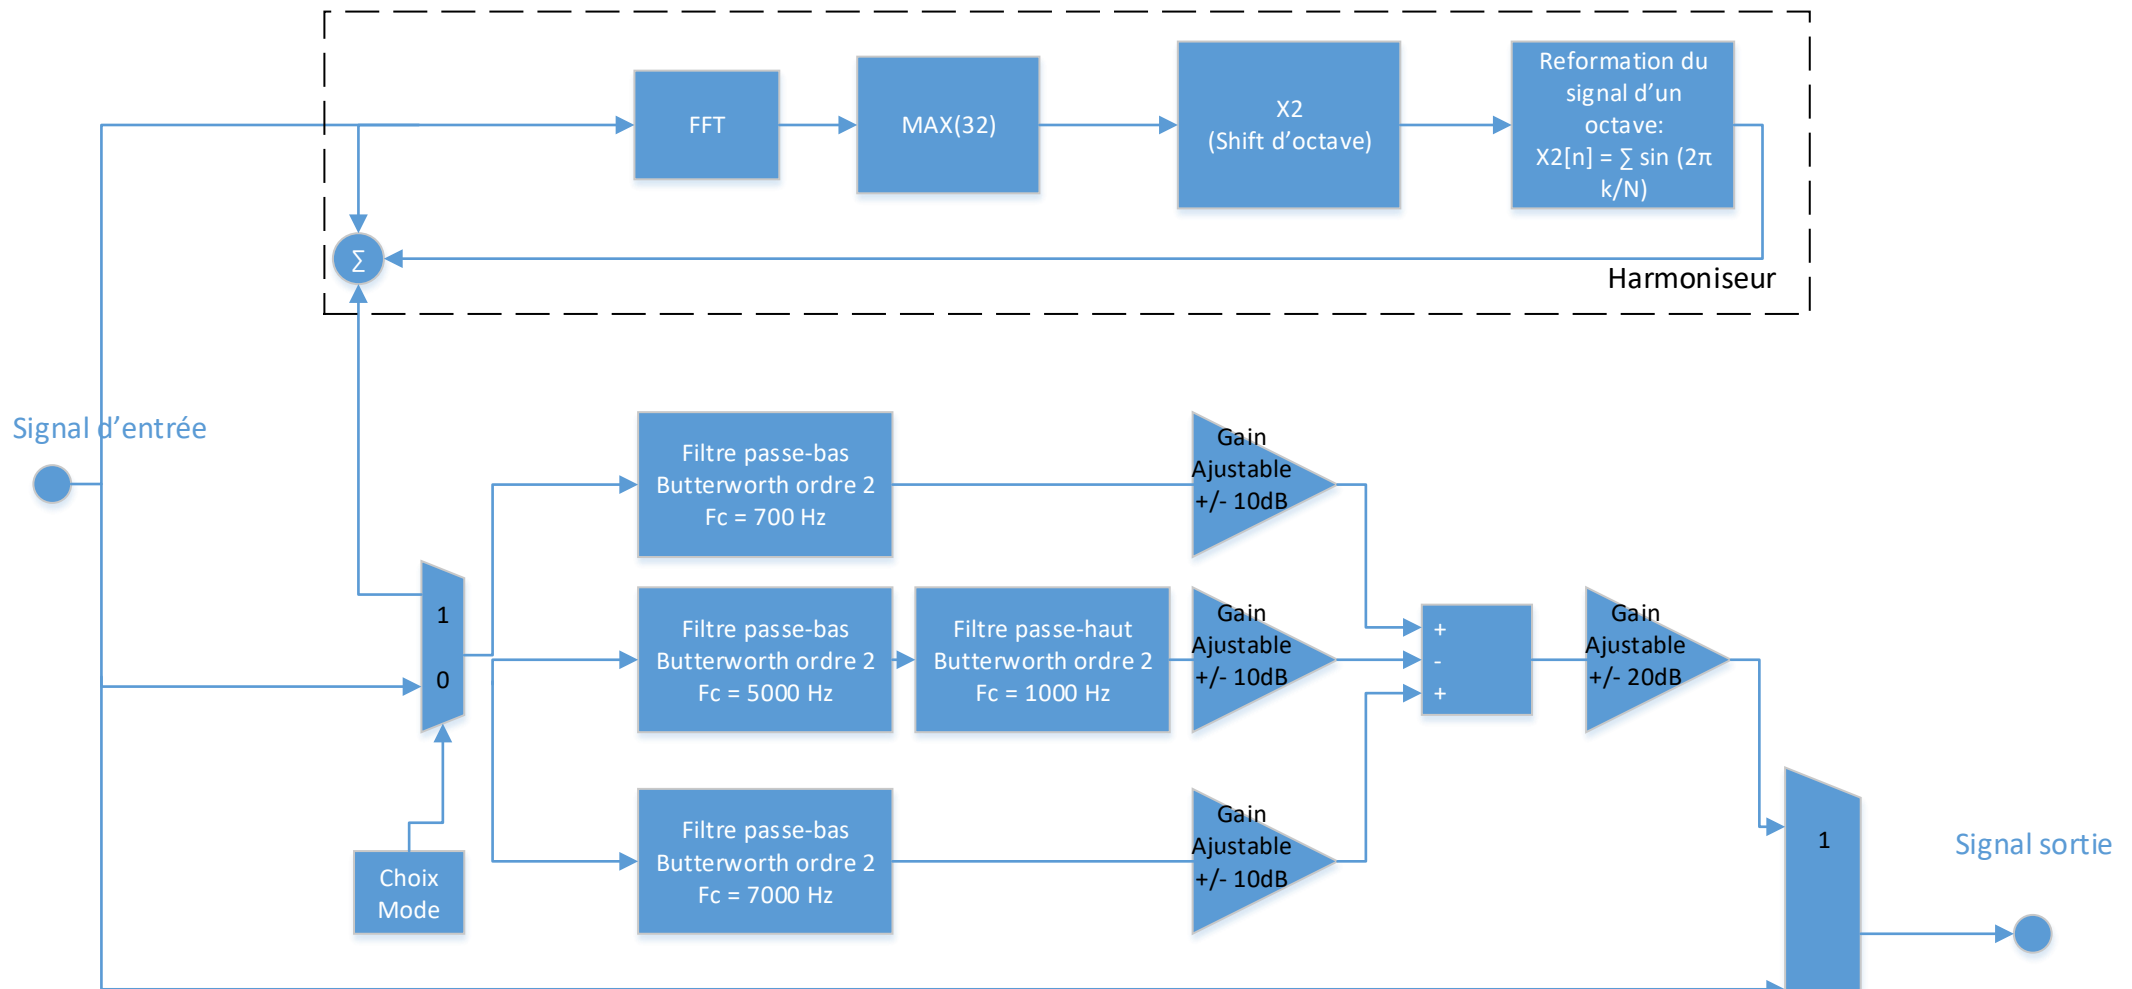 FFT
MAX(32)
X2
(Shift d'octave)
Reformation du
signal d'un
octave:
X2[n] = ∑ sin (2π
k/N)
∑
Harmoniseur
Signal d'entrée
Filtre passe-bas
Butterworth ordre 2
Fc = 700 Hz
Gain
Ajustable
+/- 10dB
1
0
Filtre passe-bas
Butterworth ordre 2
Fc = 5000 Hz
Filtre passe-haut
Butterworth ordre 2
Fc = 1000 Hz
Gain
Ajustable
+/- 10dB
+
-
+
Gain
Ajustable
+/- 20dB
Filtre passe-bas
Butterworth ordre 2
Fc = 7000 Hz
Gain
Ajustable
+/- 10dB
Choix
Mode
1
Signal sortie